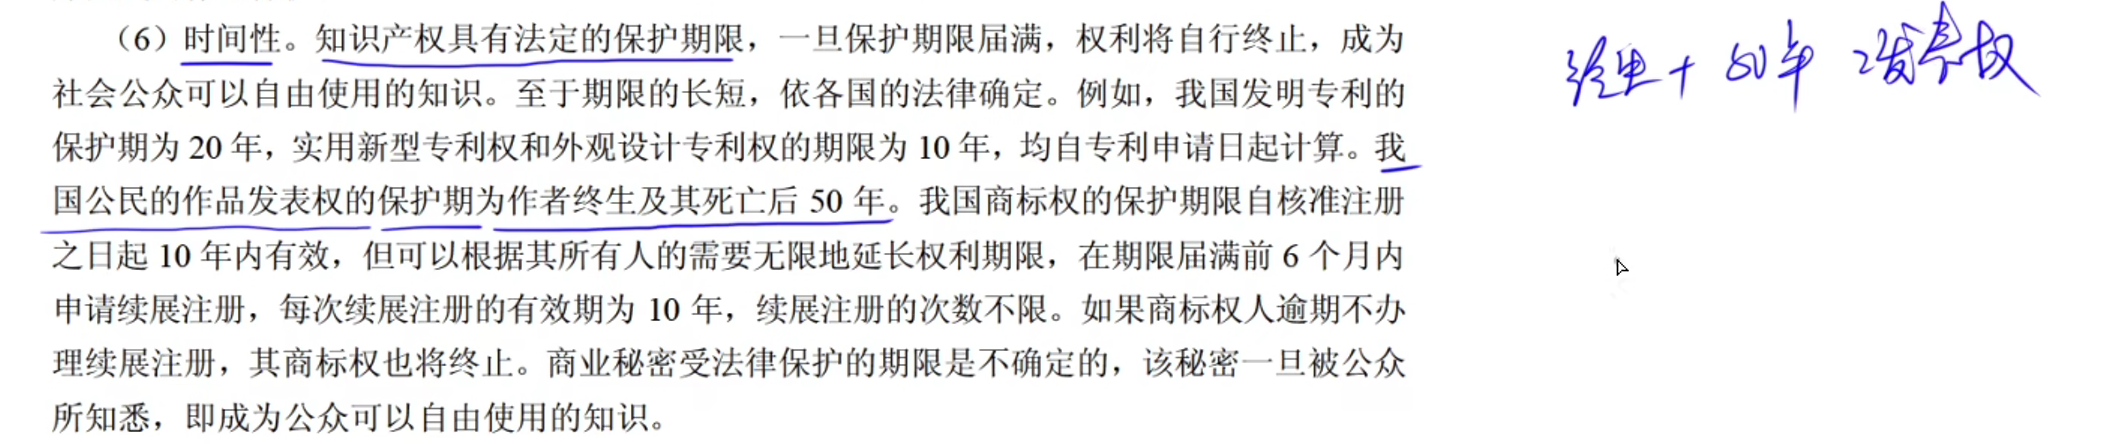 （6）时间性。知识产权具有法定的保护期限，一旦保护期限届满，权利将自行终止，成为
社会公众可以自由使用的知识。至于期限的长短，依各国的法律确定。例如，我国发明专利的
保护期为 20 年，实用新型专利权和外观设计专利权的期限为 10 年，均自专利申请日起计算。我
国公民的作品发表权的保护期为作者终生及其死亡后 50 年。我国商标权的保护期限自核准注册
之日起 10 年内有效，但可以根据其所有人的需要无限地延长权利期限，在期限届满前 6 个月内
申请续展注册，每次续展注册的有效期为 10 年，续展注册的次数不限。如果商标权人逾期不办
理续展注册，其商标权也将终止。商业秘密受法律保护的期限是不确定的，该秘密一旦被公众
所知悉，即成为公众可以自由使用的知识。
终生+50年 发表权